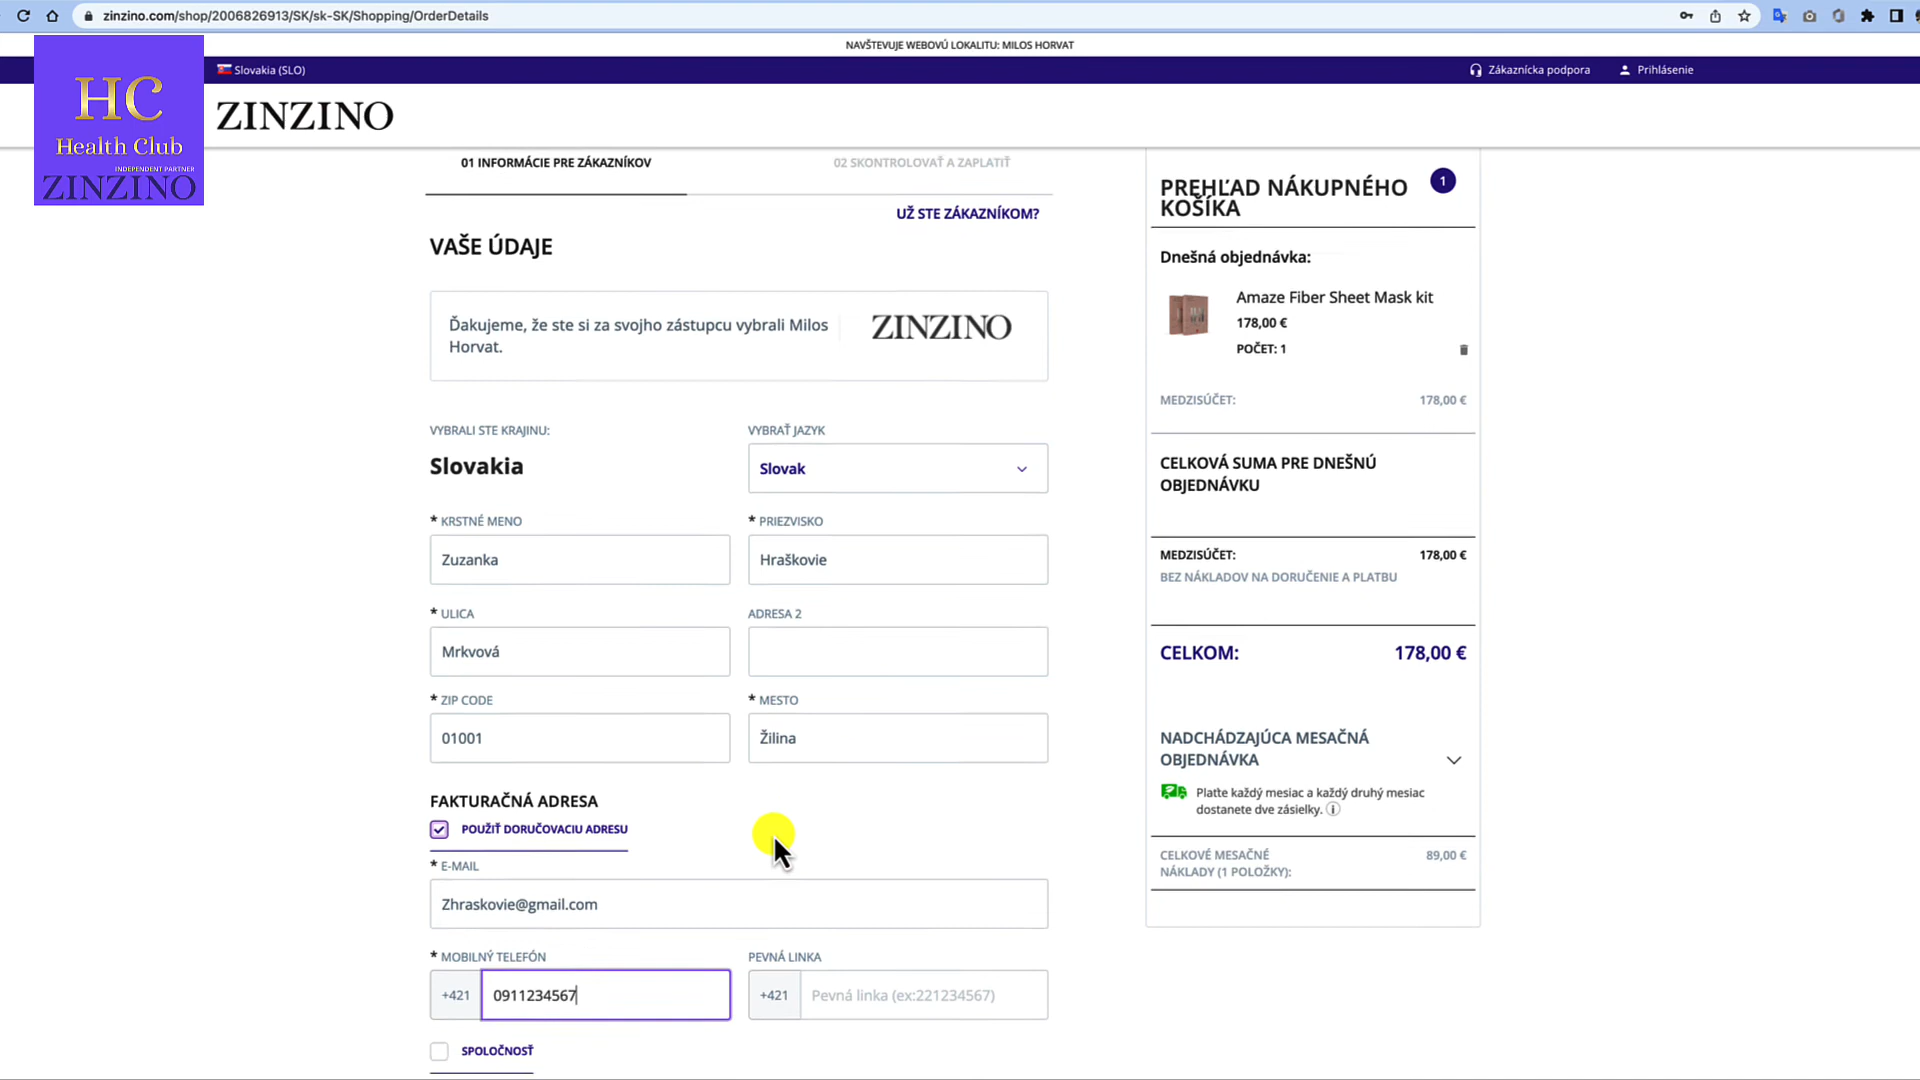 zinzino.com/shop/2006826913/SK/sk-SK/Shopping/OrderDetails
NAVŠTEVUJE WEBOVÚ LOKALITU: MILOS HORVAT
Slovakia (SLO)
Zákaznícka podpora
Prihlásenie
HC
Health Club
INDEPENDENT PARTNER
ZINZINO
ZINZINO
01 INFORMÁCIE PRE ZÁKAZNÍKOV
02 SKONTROLOVAŤ A ZAPLATIŤ
UŽ STE ZÁKAZNÍKOM?
VAŠE ÚDAJE
Ďakujeme, že ste si za svojho zástupcu vybrali Milos
Horvat.
ZINZINO
VYBRALI STE KRAJINU:
Slovakia
VYBRAŤ JAZYK
Slovak
* KRSTNÉ MENO
Zuzanka
* PRIEZVISKO
Hraškovie
* ULICA
Mrkvová
ADRESA 2
* ZIP CODE
01001
* MESTO
Žilina
FAKTURAČNÁ ADRESA
POUŽIŤ DORUČOVACIU ADRESU
* E-MAIL
Zhraskovie@gmail.com
* MOBILNÝ TELEFÓN
+421
0911234567
PEVNÁ LINKA
+421
Pevná linka (ex:221234567)
SPOLOČNOSŤ
PREHĽAD NÁKUPNÉHO
KOŠÍKA
1
Dnešná objednávka:
Amaze Fiber Sheet Mask kit
178,00 €
POČET: 1
MEDZISÚČET: 178,00 €
CELKOVÁ SUMA PRE DNEŠNÚ
OBJEDNÁVKU
MEDZISÚČET: 178,00 €
BEZ NÁKLADOV NA DORUČENIE A PLATBU
CELKOM: 178,00 €
NADCHÁDZAJÚCA MESAČNÁ
OBJEDNÁVKA
Plaťte každý mesiac a každý druhý mesiac
dostanete dve zásielky.
CELKOVÉ MESAČNÉ 89,00 €
NÁKLADY (1 POLOŽKY):